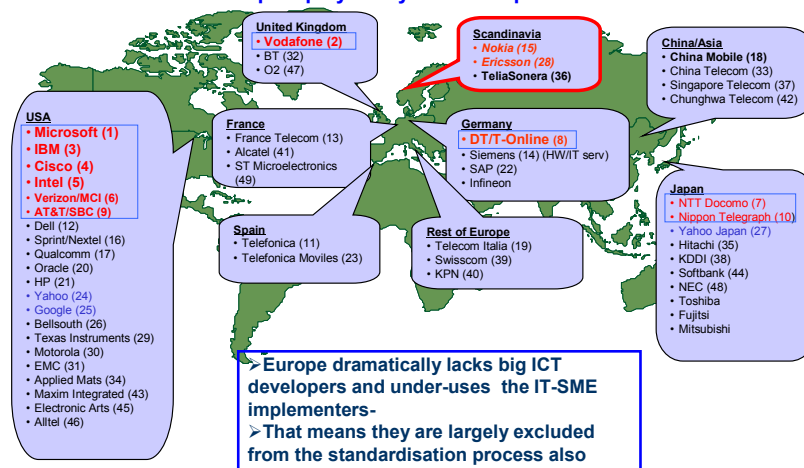 United Kingdom
• Vodafone (2)
• BT (32)
• O2 (47)
Scandinavia
• Nokia (15)
• Ericsson (28)
• TeliaSonera (36)
China/Asia
• China Mobile (18)
• China Telecom (33)
• Singapore Telecom (37)
• Chunghwa Telecom (42)
USA
• Microsoft (1)
• IBM (3)
• Cisco (4)
• Intel (5)
• Verizon/MCI (6)
• AT&T/SBC (9)
• Dell (12)
• Sprint/Nextel (16)
• Qualcomm (17)
• Oracle (20)
• HP (21)
• Yahoo (24)
• Google (25)
• Bellsouth (26)
• Texas Instruments (29)
• Motorola (30)
• EMC (31)
• Applied Mats (34)
• Maxim Integrated (43)
• Electronic Arts (45)
• Alltel (46)
France
• France Telecom (13)
• Alcatel (41)
• ST Microelectronics
(49)
Germany
• DT/T-Online (8)
• Siemens (14) (HW/IT serv)
• SAP (22)
• Infineon
Spain
• Telefonica (11)
• Telefonica Moviles (23)
Rest of Europe
• Telecom Italia (19)
• Swisscom (39)
• KPN (40)
Japan
• NTT Docomo (7)
• Nippon Telegraph (10)
• Yahoo Japan (27)
• Hitachi (35)
• KDDI (38)
• Softbank (44)
• NEC (48)
• Toshiba
• Fujitsi
• Mitsubishi
➢Europe dramatically lacks big ICT
developers and under-uses the IT-SME
implementers-
➢That means they are largely excluded
from the standardisation process also